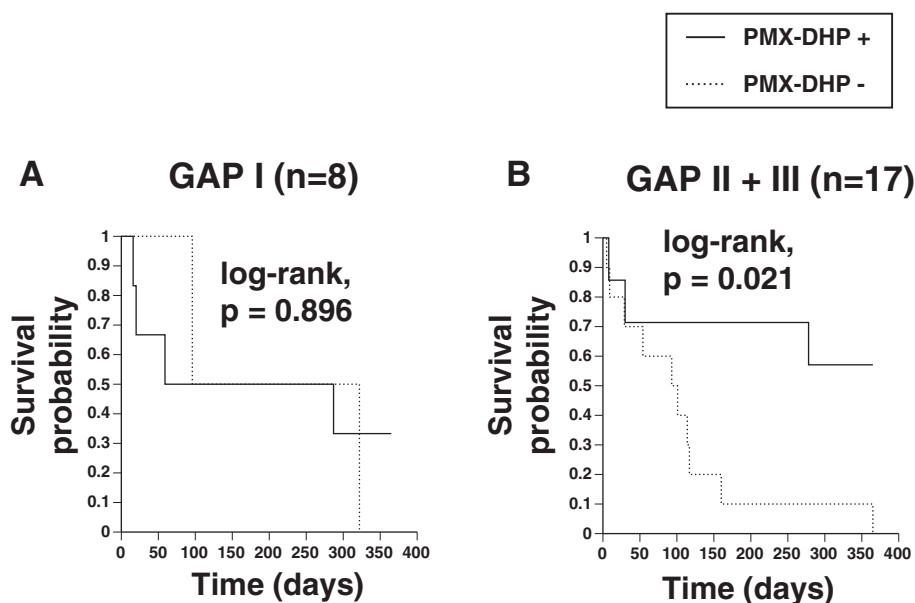 PMX-DHP +
PMX-DHP -
A
GAP I (n=8)
log-rank,
p = 0.896
Survival
probability
1
0.9
0.8
0.7
0.6
0.5
0.4
0.3
0.2
0.1
0
0 50 100 150 200 250 300 350 400
Time (days)
B
GAP II + III (n=17)
log-rank,
p = 0.021
Survival
probability
1
0.9
0.8
0.7
0.6
0.5
0.4
0.3
0.2
0.1
0
0 50 100 150 200 250 300 350 400
Time (days)